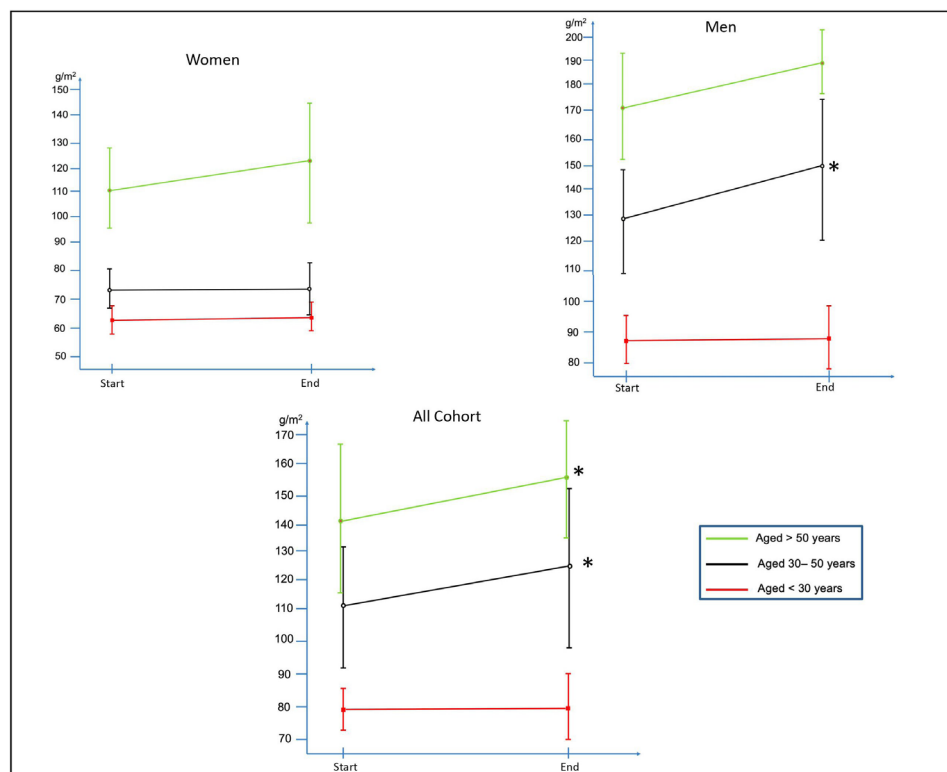 Women
g/m²
150
140
130
120
110
100
90
80
70
60
50
Start End
Men
g/m²
200
190
180
170
160
150 *
140
130
120
110
100
90
80
Start End
All Cohort
g/m²
170
160 *
150
140
130
120 *
110
100
90
80
70
Start End
Aged > 50 years
Aged 30– 50 years
Aged < 30 years